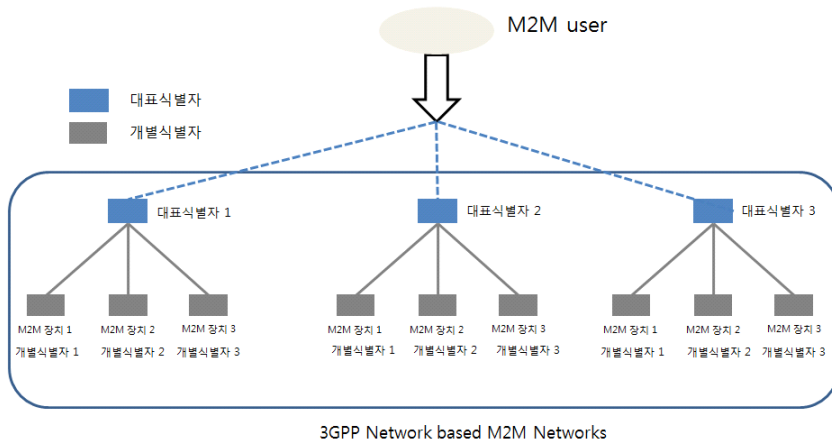 M2M user
대표식별자
개별식별자
대표식별자 1
대표식별자 2
대표식별자 3
M2M 장치 1 M2M 장치 2 M2M 장치 3
개별식별자 1 개별식별자 2 개별식별자 3
M2M 장치 1 M2M 장치 2 M2M 장치 3
개별식별자 1 개별식별자 2 개별식별자 3
M2M 장치 1 M2M 장치 2 M2M 장치 3
개별식별자 1 개별식별자 2 개별식별자 3
3GPP Network based M2M Networks